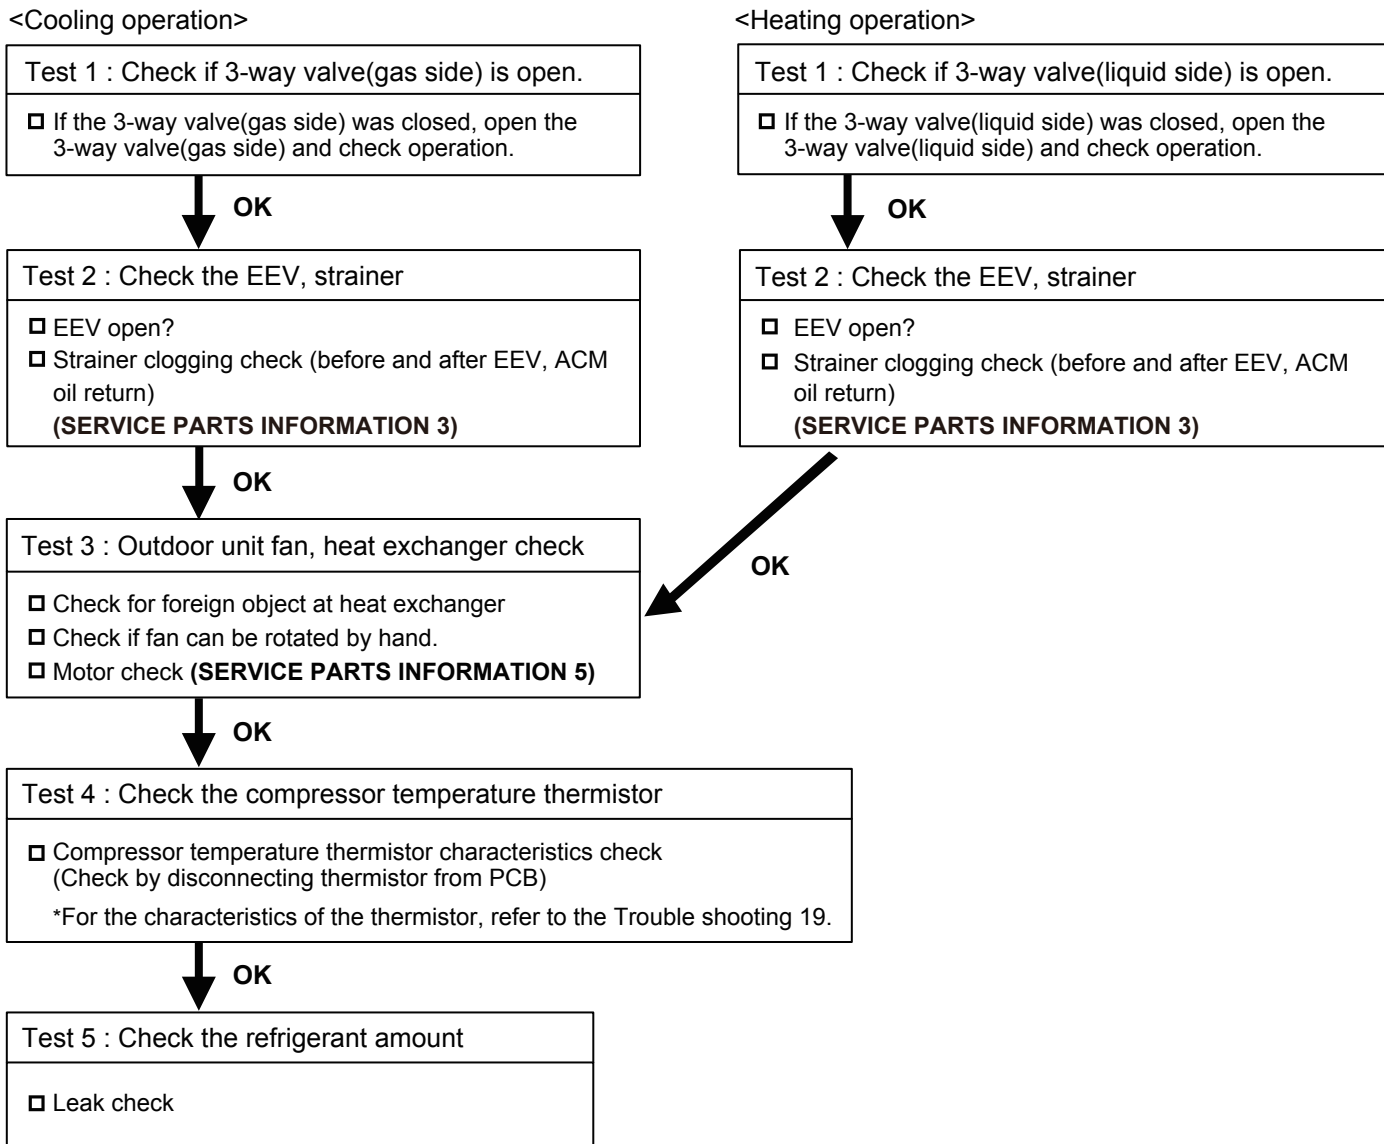 <Cooling operation>
Test 1 : Check if 3-way valve(gas side) is open.
If the 3-way valve(gas side) was closed, open the
3-way valve(gas side) and check operation.
OK
Test 2 : Check the EEV, strainer
EEV open?
Strainer clogging check (before and after EEV, ACM
oil return)
(SERVICE PARTS INFORMATION 3)
OK
<Heating operation>
Test 1 : Check if 3-way valve(liquid side) is open.
If the 3-way valve(liquid side) was closed, open the
3-way valve(liquid side) and check operation.
OK
Test 2 : Check the EEV, strainer
EEV open?
Strainer clogging check (before and after EEV, ACM
oil return)
(SERVICE PARTS INFORMATION 3)
OK
Test 3 : Outdoor unit fan, heat exchanger check
Check for foreign object at heat exchanger
Check if fan can be rotated by hand.
Motor check (SERVICE PARTS INFORMATION 5)
OK
Test 4 : Check the compressor temperature thermistor
Compressor temperature thermistor characteristics check
(Check by disconnecting thermistor from PCB)
*For the characteristics of the thermistor, refer to the Trouble shooting 19.
OK
Test 5 : Check the refrigerant amount
Leak check